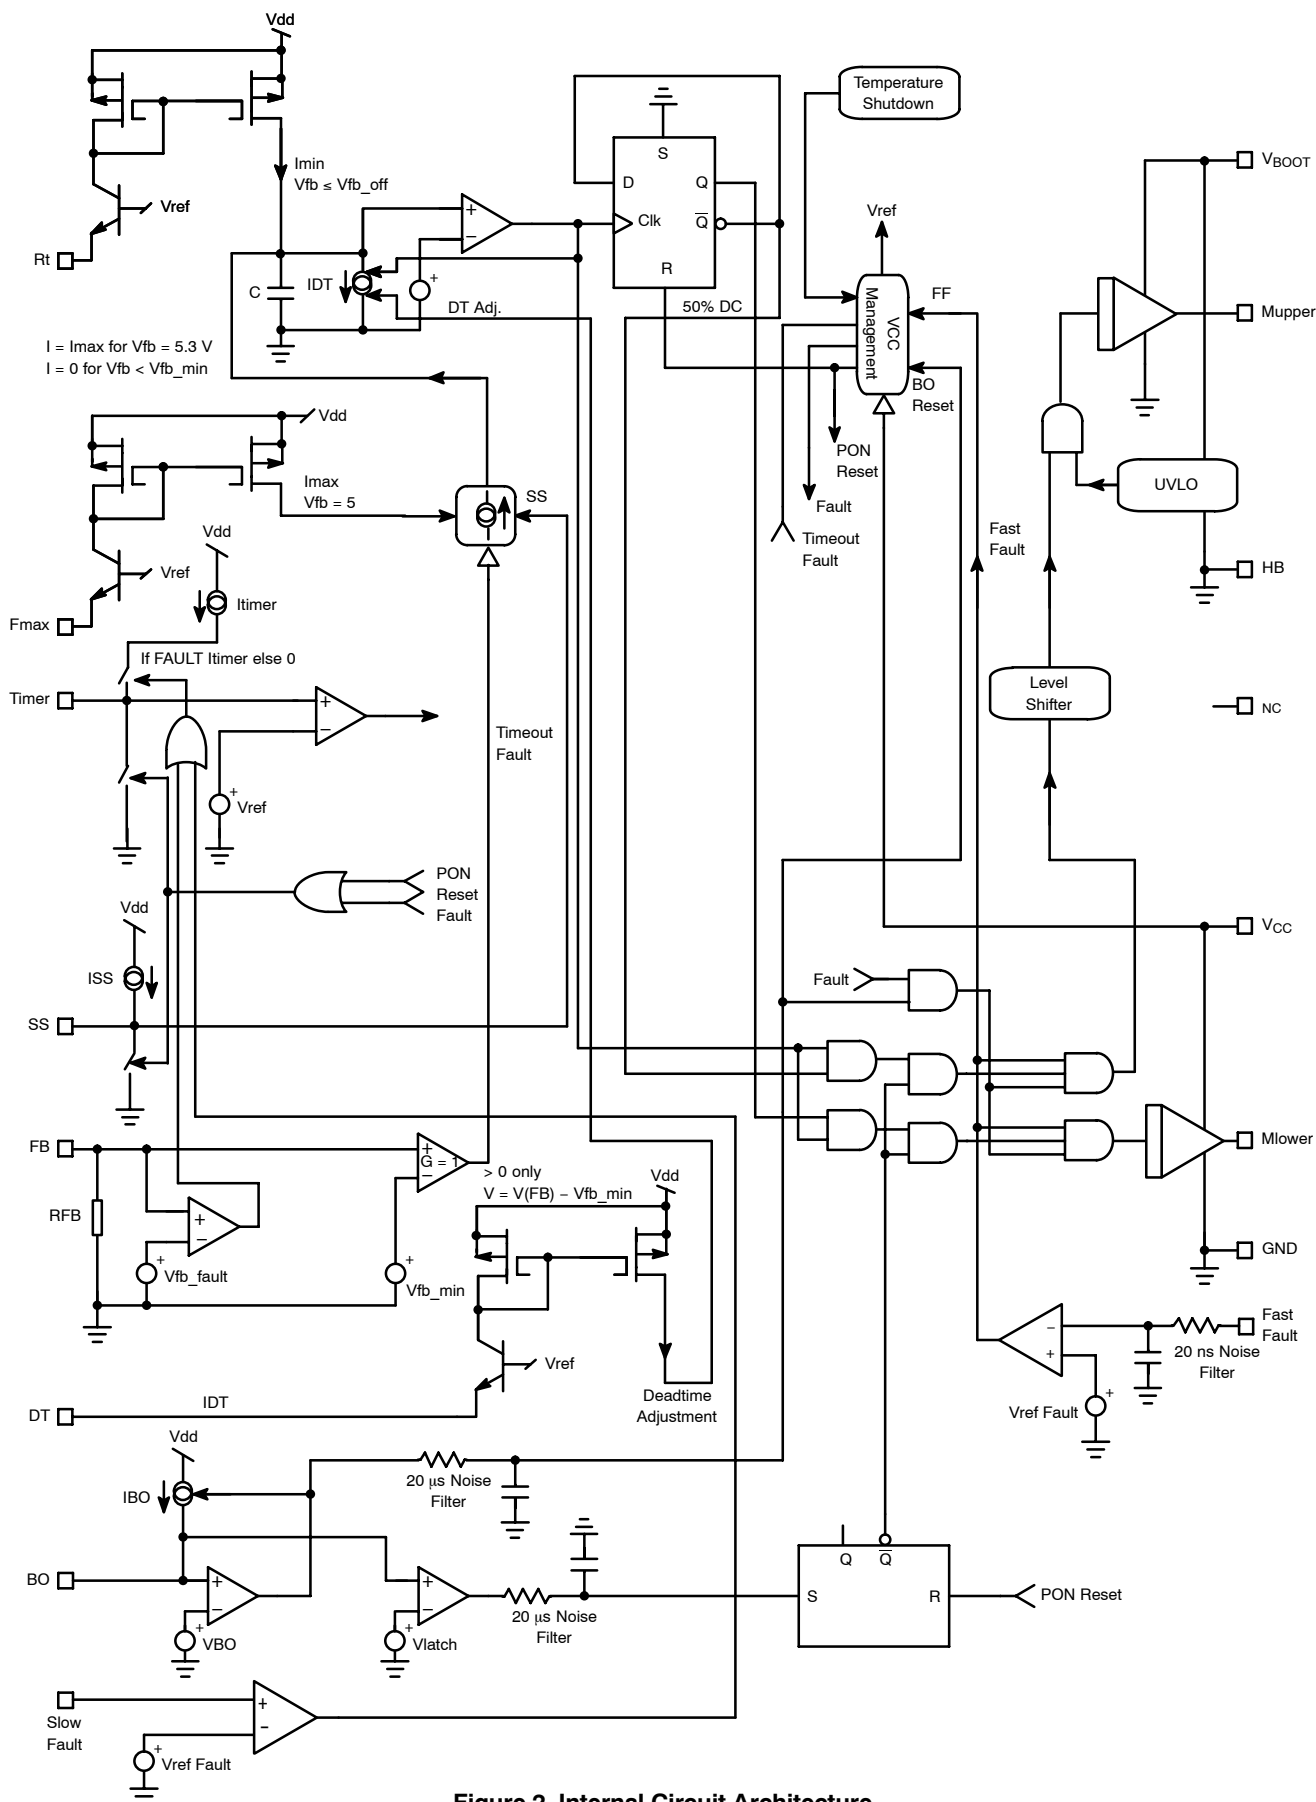 Vdd
Vref
Rt
Imin
Vfb ≤ Vfb_off
IDT
C
+
−
+
DT Adj.
D
S
Q
Clk
Q
R
50% DC
Temperature
Shutdown
Vref
VCC
Management
FF
BO
Reset
PON
Reset
Fault
Timeout
Fault
VBOOT
Mupper
UVLO
HB
I = Imax for Vfb = 5.3 V
I = 0 for Vfb < Vfb_min
Vdd
Imax
Vfb = 5
SS
Vref
Fmax
Vdd
Itimer
If FAULT Itimer else 0
Timer
+
−
+
Vref
Timeout
Fault
Fast
Fault
Level
Shifter
NC
PON
Reset
Fault
Vdd
ISS
SS
VCC
Fault
FB
RFB
+
−
+
Vfb_fault
+
G = 1
−
> 0 only
V = V(FB) − Vfb_min
+
Vfb_min
Vdd
Vref
Deadtime
Adjustment
DT
IDT
Mlower
GND
Fast
Fault
20 ns Noise
Filter
−
+
Vref Fault
+
Vdd
IBO
20 μs Noise
Filter
BO
+
−
+
VBO
+
−
+
Vlatch
20 μs Noise
Filter
Q
Q
S
R
PON Reset
Slow
Fault
+
−
+
Vref Fault
Figure 2. Internal Circuit Architecture